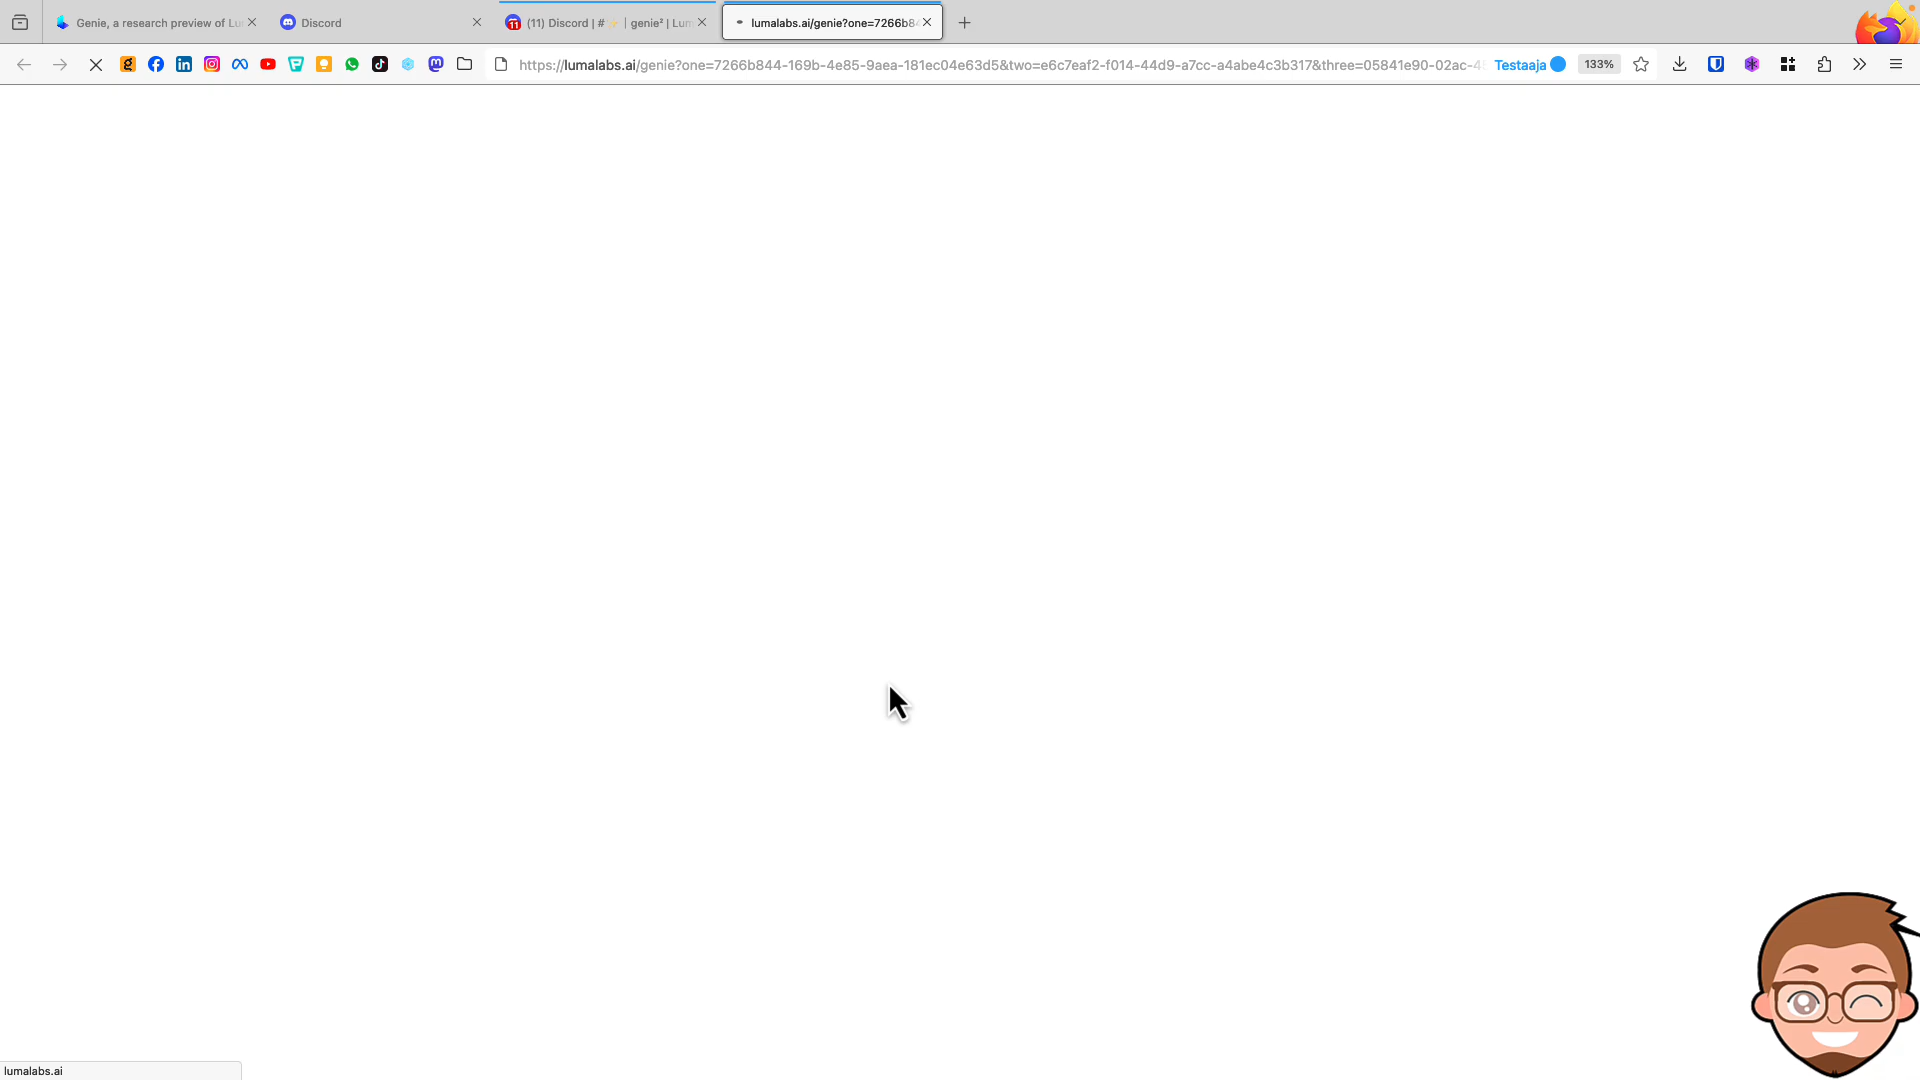 Genie, a research preview of Lu
Discord
(11) Discord | #✨ | genie² | Lum
lumalabs.ai/genie?one=7266b8
https://lumalabs.ai/genie?one=7266b844-169b-4e85-9aea-181ec04e63d5&two=e6c7eaf2-f014-44d9-a7cc-a4abe4c3b317&three=05841e90-02ac-4
Testaaja
133%
lumalabs.ai